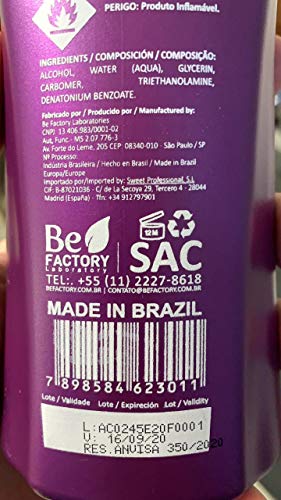 PERIGO: Produto Inflamável.
INGREDIENTS / COMPOSICIÓN / COMPOSIÇÃO:
ALCOHOL, WATER (AQUA), GLYCERIN,
CARBOMER, TRIETHANOLAMINE,
DENATONIUM BENZOATE.
Fabricado por / Producido por / Manufactured by:
Be Factory Laboratories
CNPJ 13 406.983/0001-02
Aut. Func. - MS 2.07 776-3
Av. Forte do Leme, 205 CEP 08340-010 - São Paulo / SP
Nº Processo:
Indústria Brasileira / Hecho en Brasil / Made in Brazil
Europa/Europe
Importado por/Imported by: Sweet Professional, S.L
CIF: B-87021036 - C/ de La Secoya 29, Tercero 4 - 28044
Madrid (España) - Tfn: +34 912797901
12M
Be
FACTORY
Laboratory
SAC
TEL:. +55 (11) 2227-8618
BEFACTORY.COM.BR / CONTATO@BEFACTORY.COM.BR
MADE IN BRAZIL
7 898584 623011
Lote / Validade Lote / Expireción Lot / Validity
L:AC0245E20F0001
V: 16/09/20
RES.ANVISA 350/2020